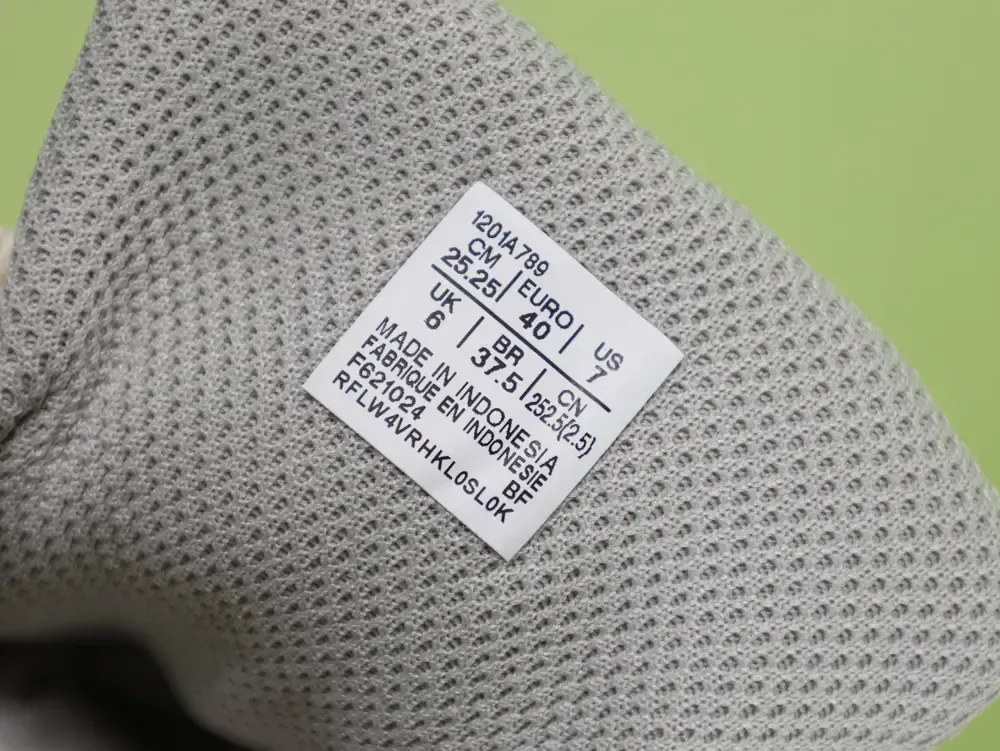 1201A789
CM | EURO | US
25.25 | 40 | 7
UK | BR | CN
6 | 37.5 | 252.5(2.5)
MADE IN INDONESIA
FABRIQUE EN INDONESIE
F621024 BF
RFLW4VRHKL0SL0K